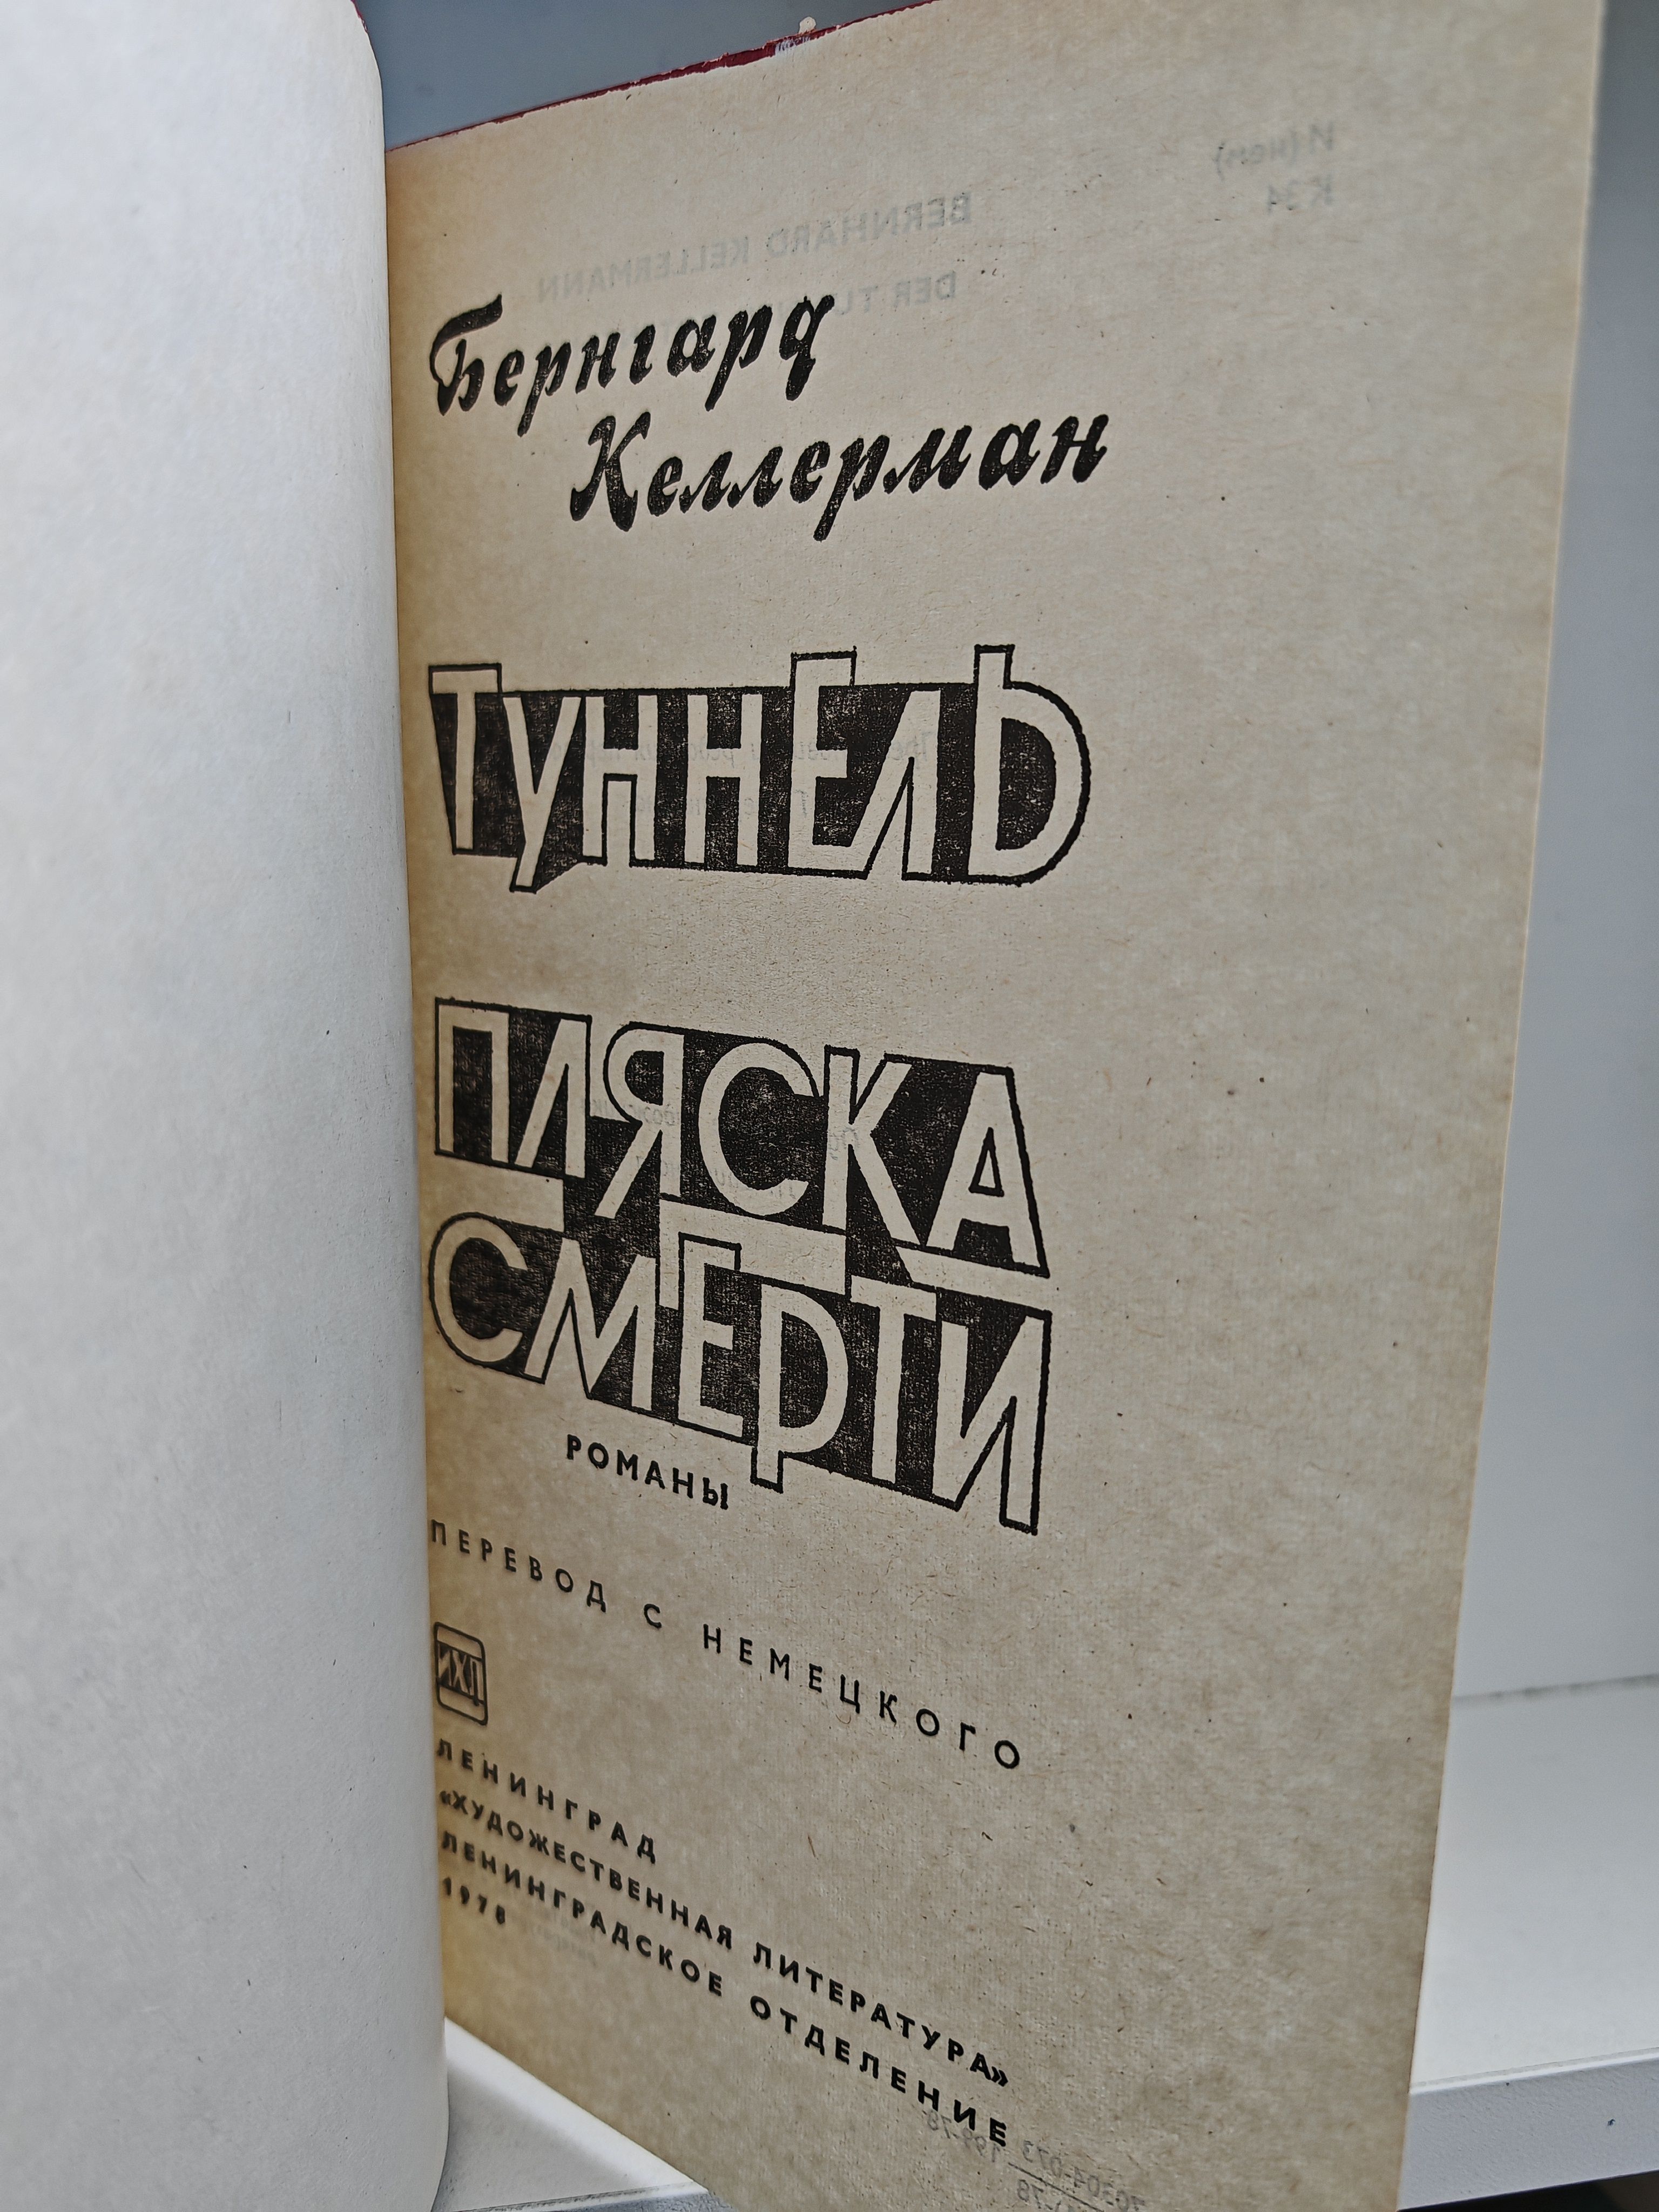 Бернгард
Келлерман
ТУННЕЛЬ
ПЛЯСКА
СМЕРТИ
РОМАНЫ
ПЕРЕВОД С НЕМЕЦКОГО
ЛЕНИНГРАД
«ХУДОЖЕСТВЕННАЯ ЛИТЕРАТУРА»
ЛЕНИНГРАДСКОЕ ОТДЕЛЕНИЕ
1978